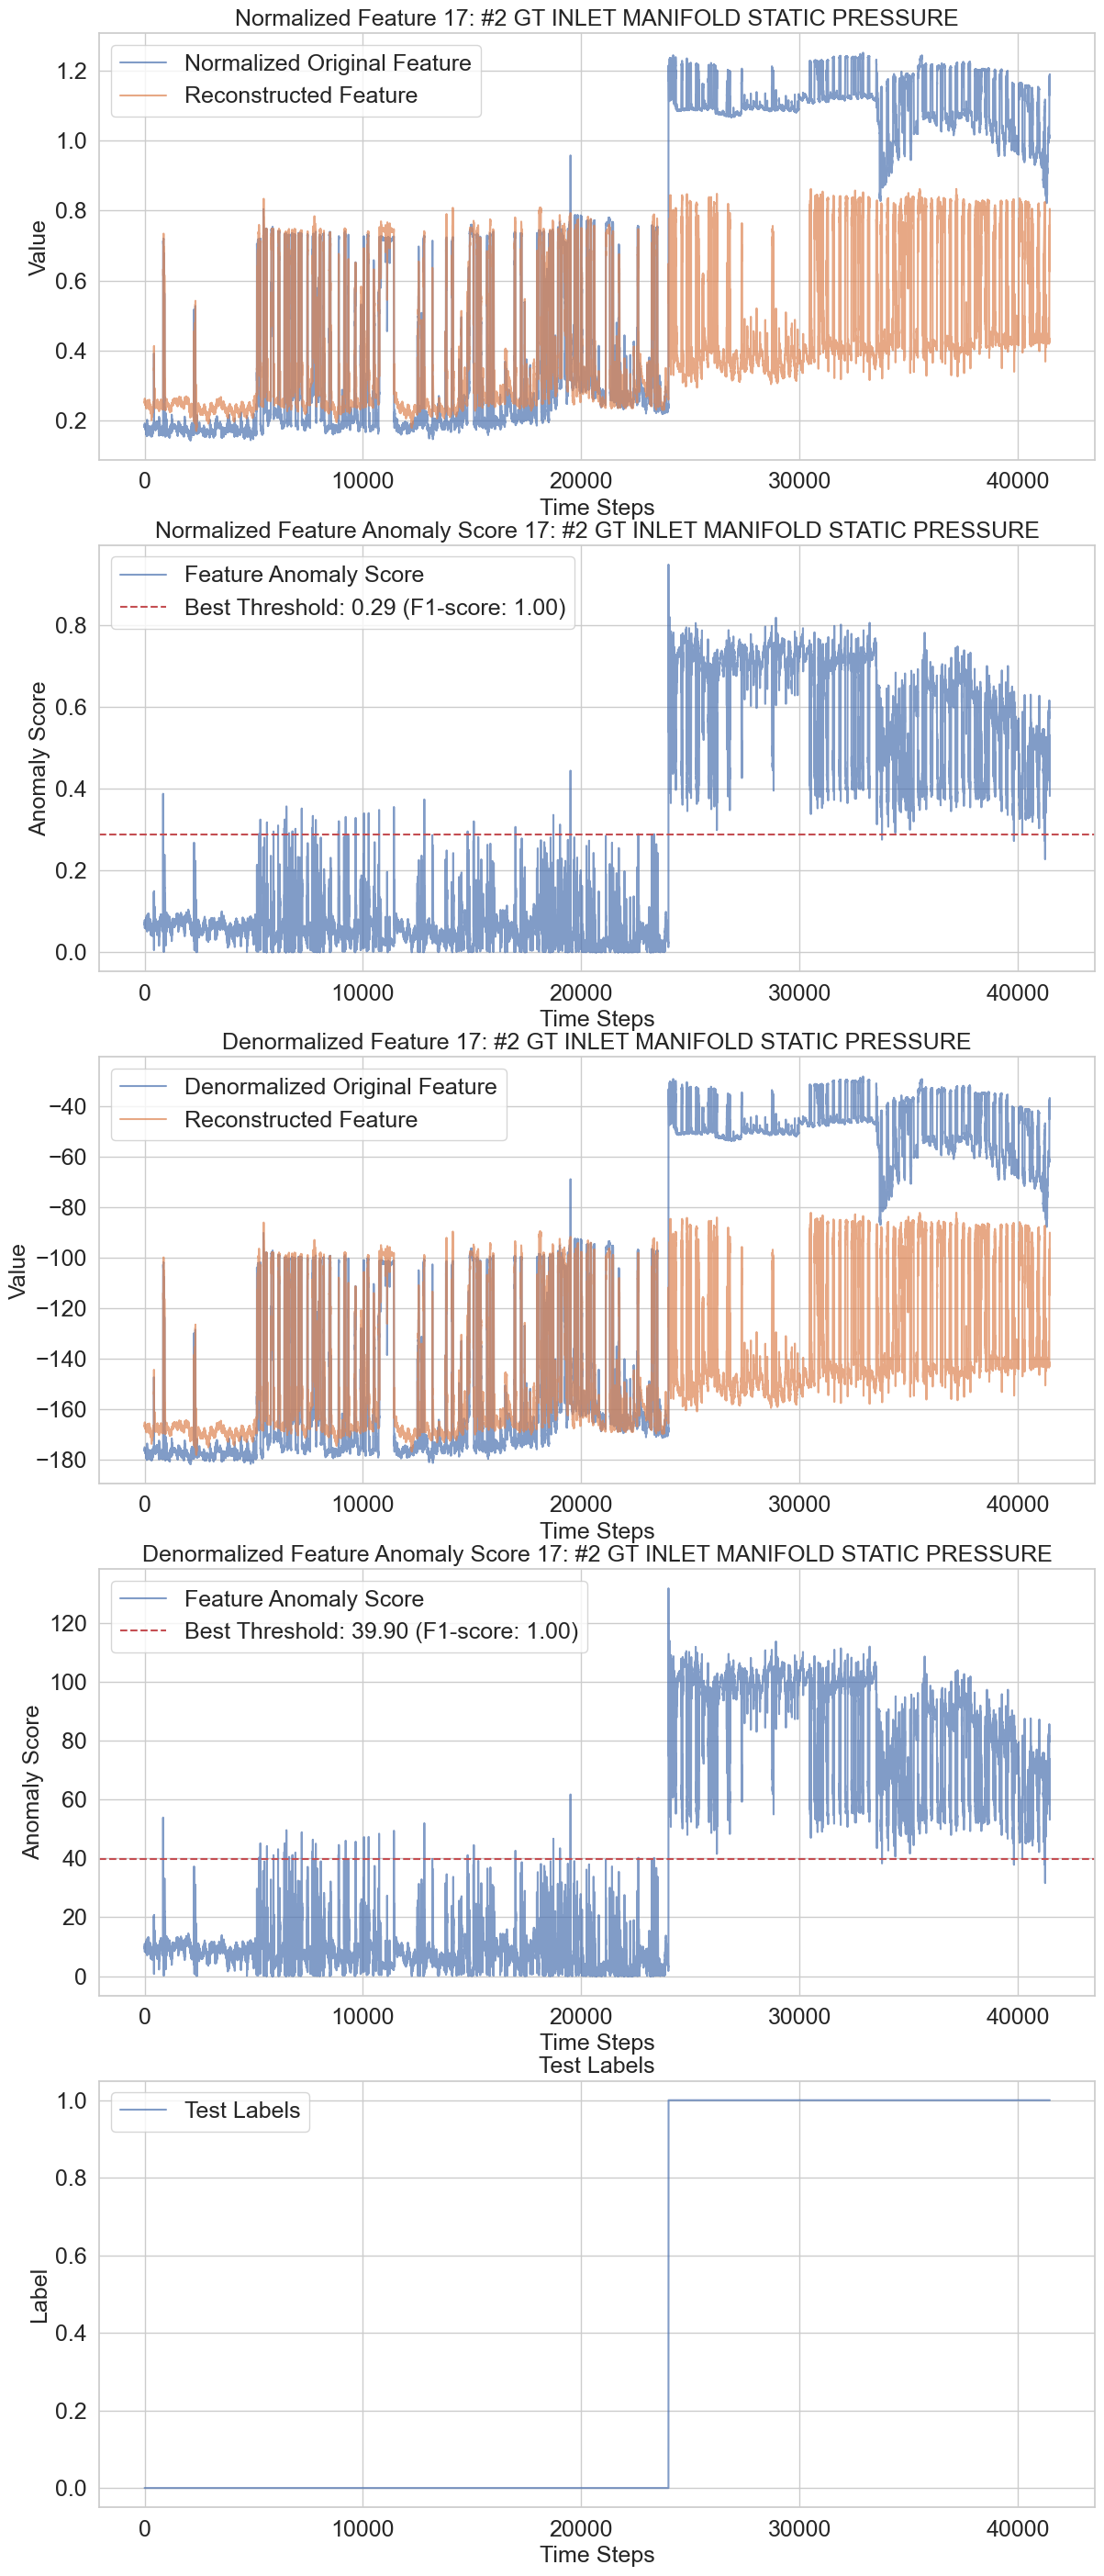 Normalized Feature 17: #2 GT INLET MANIFOLD STATIC PRESSURE
Normalized Original Feature
Reconstructed Feature
Value
1.2
1.0
0.8
0.6
0.4
0.2
0 10000 20000 30000 40000
Time Steps
Normalized Feature Anomaly Score 17: #2 GT INLET MANIFOLD STATIC PRESSURE
Feature Anomaly Score
Best Threshold: 0.29 (F1-score: 1.00)
Anomaly Score
0.8
0.6
0.4
0.2
0.0
0 10000 20000 30000 40000
Time Steps
Denormalized Feature 17: #2 GT INLET MANIFOLD STATIC PRESSURE
Denormalized Original Feature
Reconstructed Feature
Value
−40
−60
−80
−100
−120
−140
−160
−180
0 10000 20000 30000 40000
Time Steps
Denormalized Feature Anomaly Score 17: #2 GT INLET MANIFOLD STATIC PRESSURE
Feature Anomaly Score
Best Threshold: 39.90 (F1-score: 1.00)
Anomaly Score
120
100
80
60
40
20
0
0 10000 20000 30000 40000
Time Steps
Test Labels
Test Labels
Label
1.0
0.8
0.6
0.4
0.2
0.0
0 10000 20000 30000 40000
Time Steps